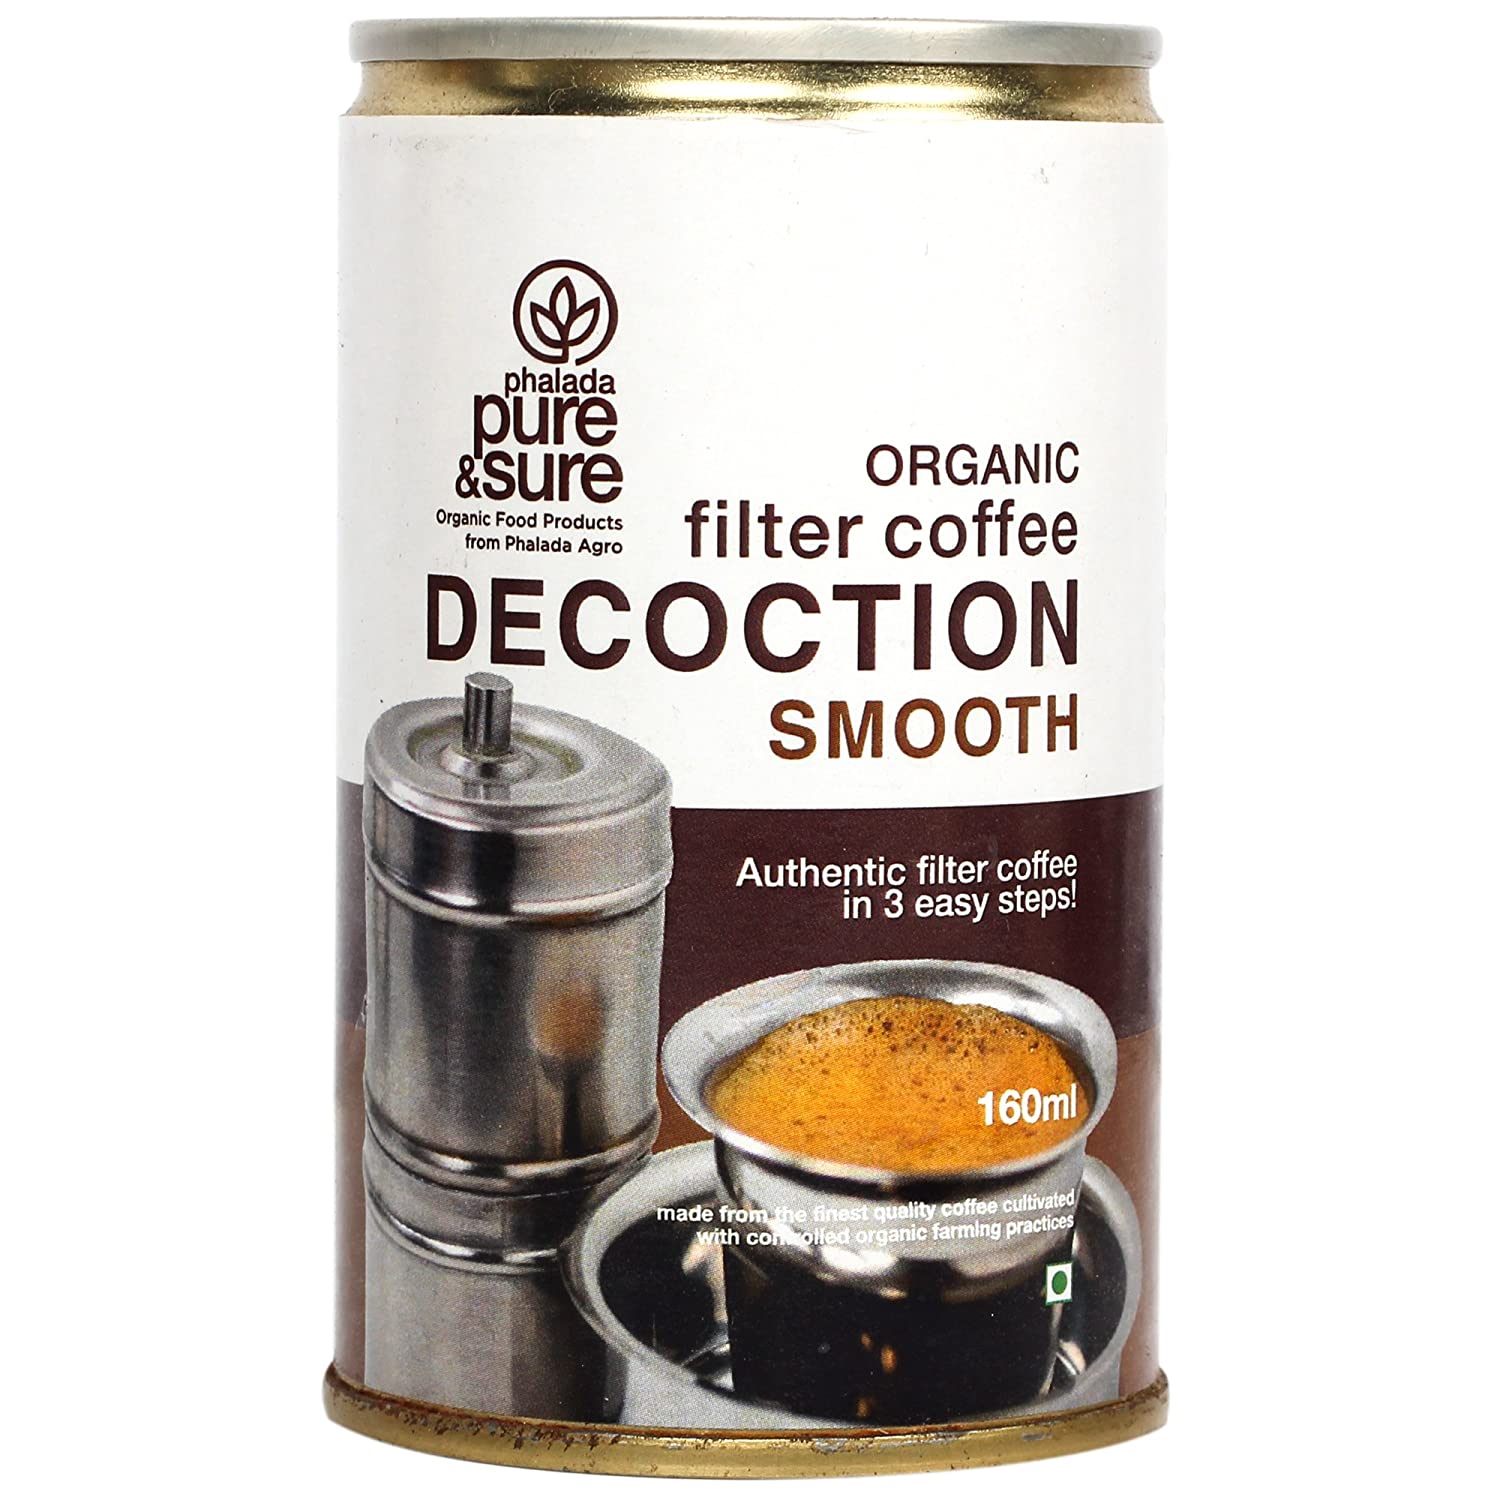 phalada
pure
&sure
Organic Food Products
from Phalada Agro
ORGANIC
filter coffee
DECOCTION
SMOOTH
Authentic filter coffee
in 3 easy steps!
160ml
made from the finest quality coffee cultivated
with controlled organic farming practices